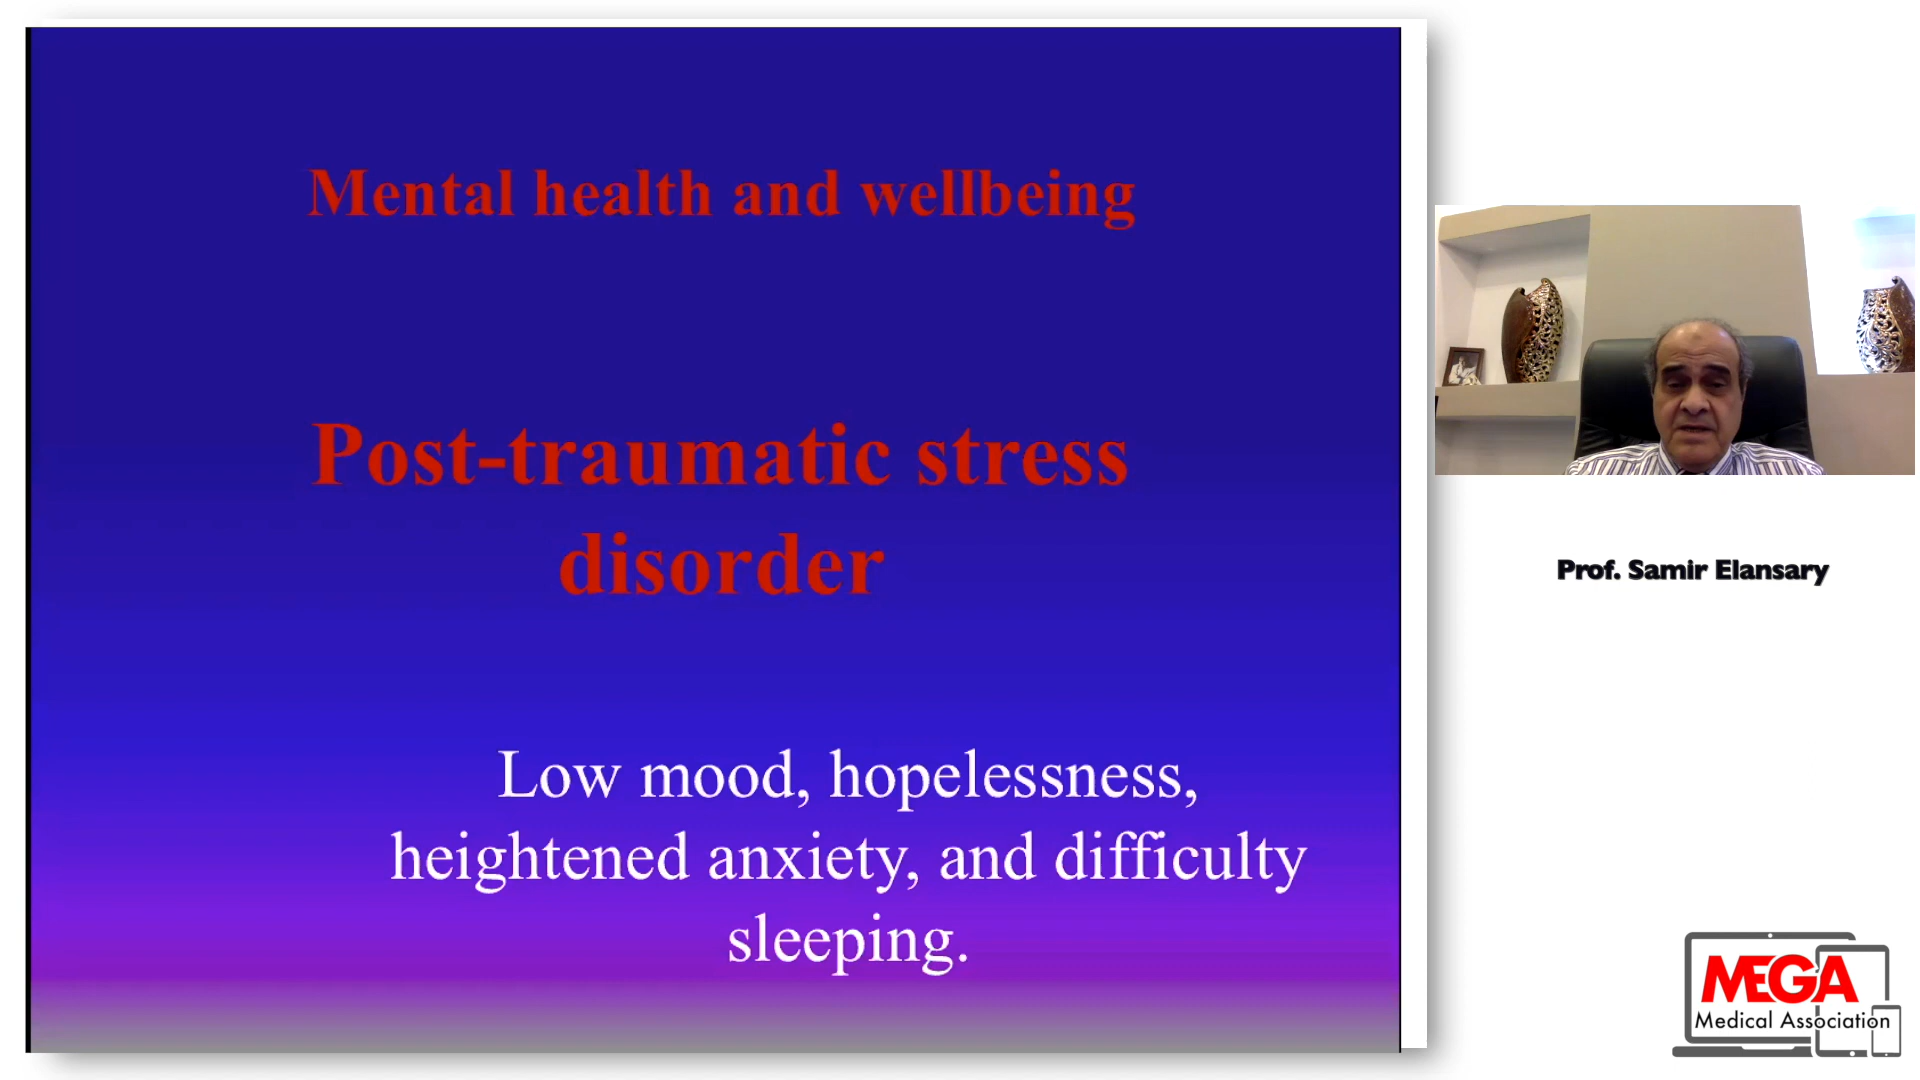 Mental health and wellbeing
Post-traumatic stress
disorder
Low mood, hopelessness,
heightened anxiety, and difficulty
sleeping.
Prof. Samir Elansary
MEGA
Medical Association